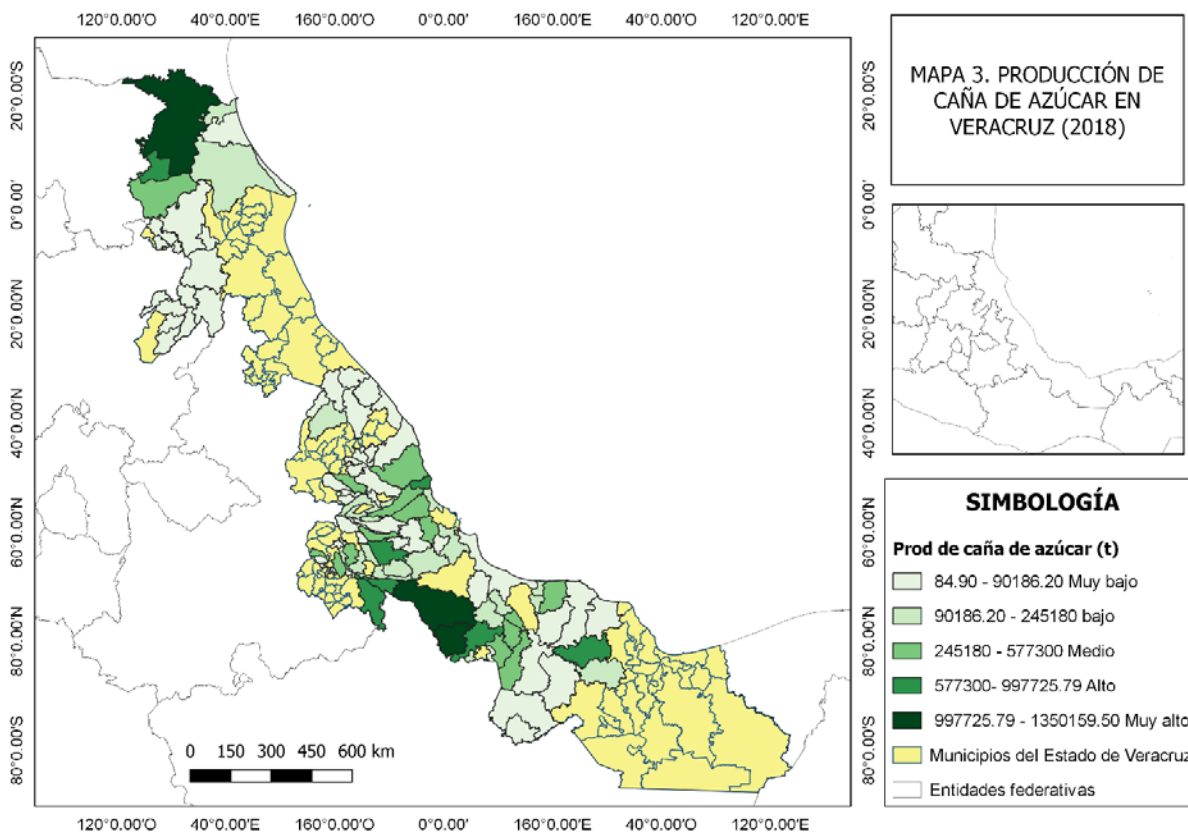 120°0.00'O 40°0.00'O 160°0.00'O 0°0.00' 160°0.00'E 40°0.00'E 120°0.00'E
MAPA 3. PRODUCCIÓN DE
CAÑA DE AZÚCAR EN
VERACRUZ (2018)
20°0.00'S
0°0.00'
20°0.00'N
40°0.00'N
60°0.00'N
80°0.00'N
80°0.00'S
20°0.00'S
0°0.00'
20°0.00'N
40°0.00'N
60°0.00'N
80°0.00'N
80°0.00'S
SIMBOLOGÍA
Prod de caña de azúcar (t)
84.90 - 90186.20 Muy bajo
90186.20 - 245180 bajo
245180 - 577300 Medio
577300- 997725.79 Alto
997725.79 - 1350159.50 Muy alto
Municipios del Estado de Veracruz
Entidades federativas
0 150 300 450 600 km
120°0.00'O 40°0.00'O 160°0.00'O 0°0.00' 160°0.00'E 40°0.00'E 120°0.00'E